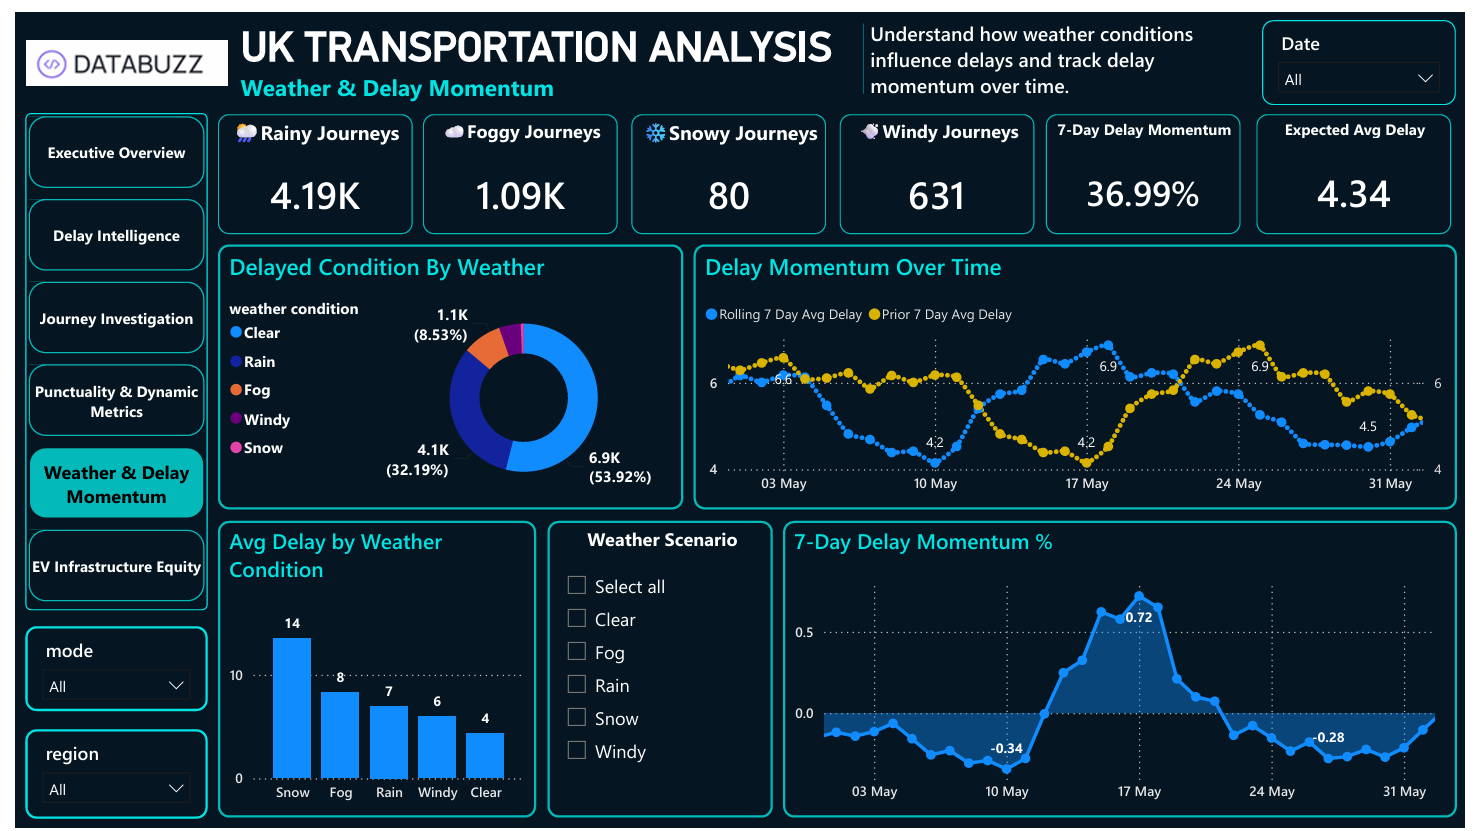 DATABUZZ
UK TRANSPORTATION ANALYSIS
Weather & Delay Momentum
Understand how weather conditions
influence delays and track delay
momentum over time.
Date
All
Executive Overview
Delay Intelligence
Journey Investigation
Punctuality & Dynamic
Metrics
Weather & Delay
Momentum
EV Infrastructure Equity
mode
All
region
All
Rainy Journeys
4.19K
Foggy Journeys
1.09K
Snowy Journeys
80
Windy Journeys
631
7-Day Delay Momentum
36.99%
Expected Avg Delay
4.34
Delayed Condition By Weather
weather condition
Clear
Rain
Fog
Windy
Snow
1.1K
(8.53%)
4.1K
(32.19%)
6.9K
(53.92%)
Delay Momentum Over Time
Rolling 7 Day Avg Delay
Prior 7 Day Avg Delay
6
4
6.6
4.2
4.2
6.9
6.9
4.5
6
4
03 May
10 May
17 May
24 May
31 May
Avg Delay by Weather
Condition
10
0
14
8
7
6
4
Snow
Fog
Rain
Windy
Clear
Weather Scenario
Select all
Clear
Fog
Rain
Snow
Windy
7-Day Delay Momentum %
0.5
0.0
-0.34
0.72
-0.28
03 May
10 May
17 May
24 May
31 May